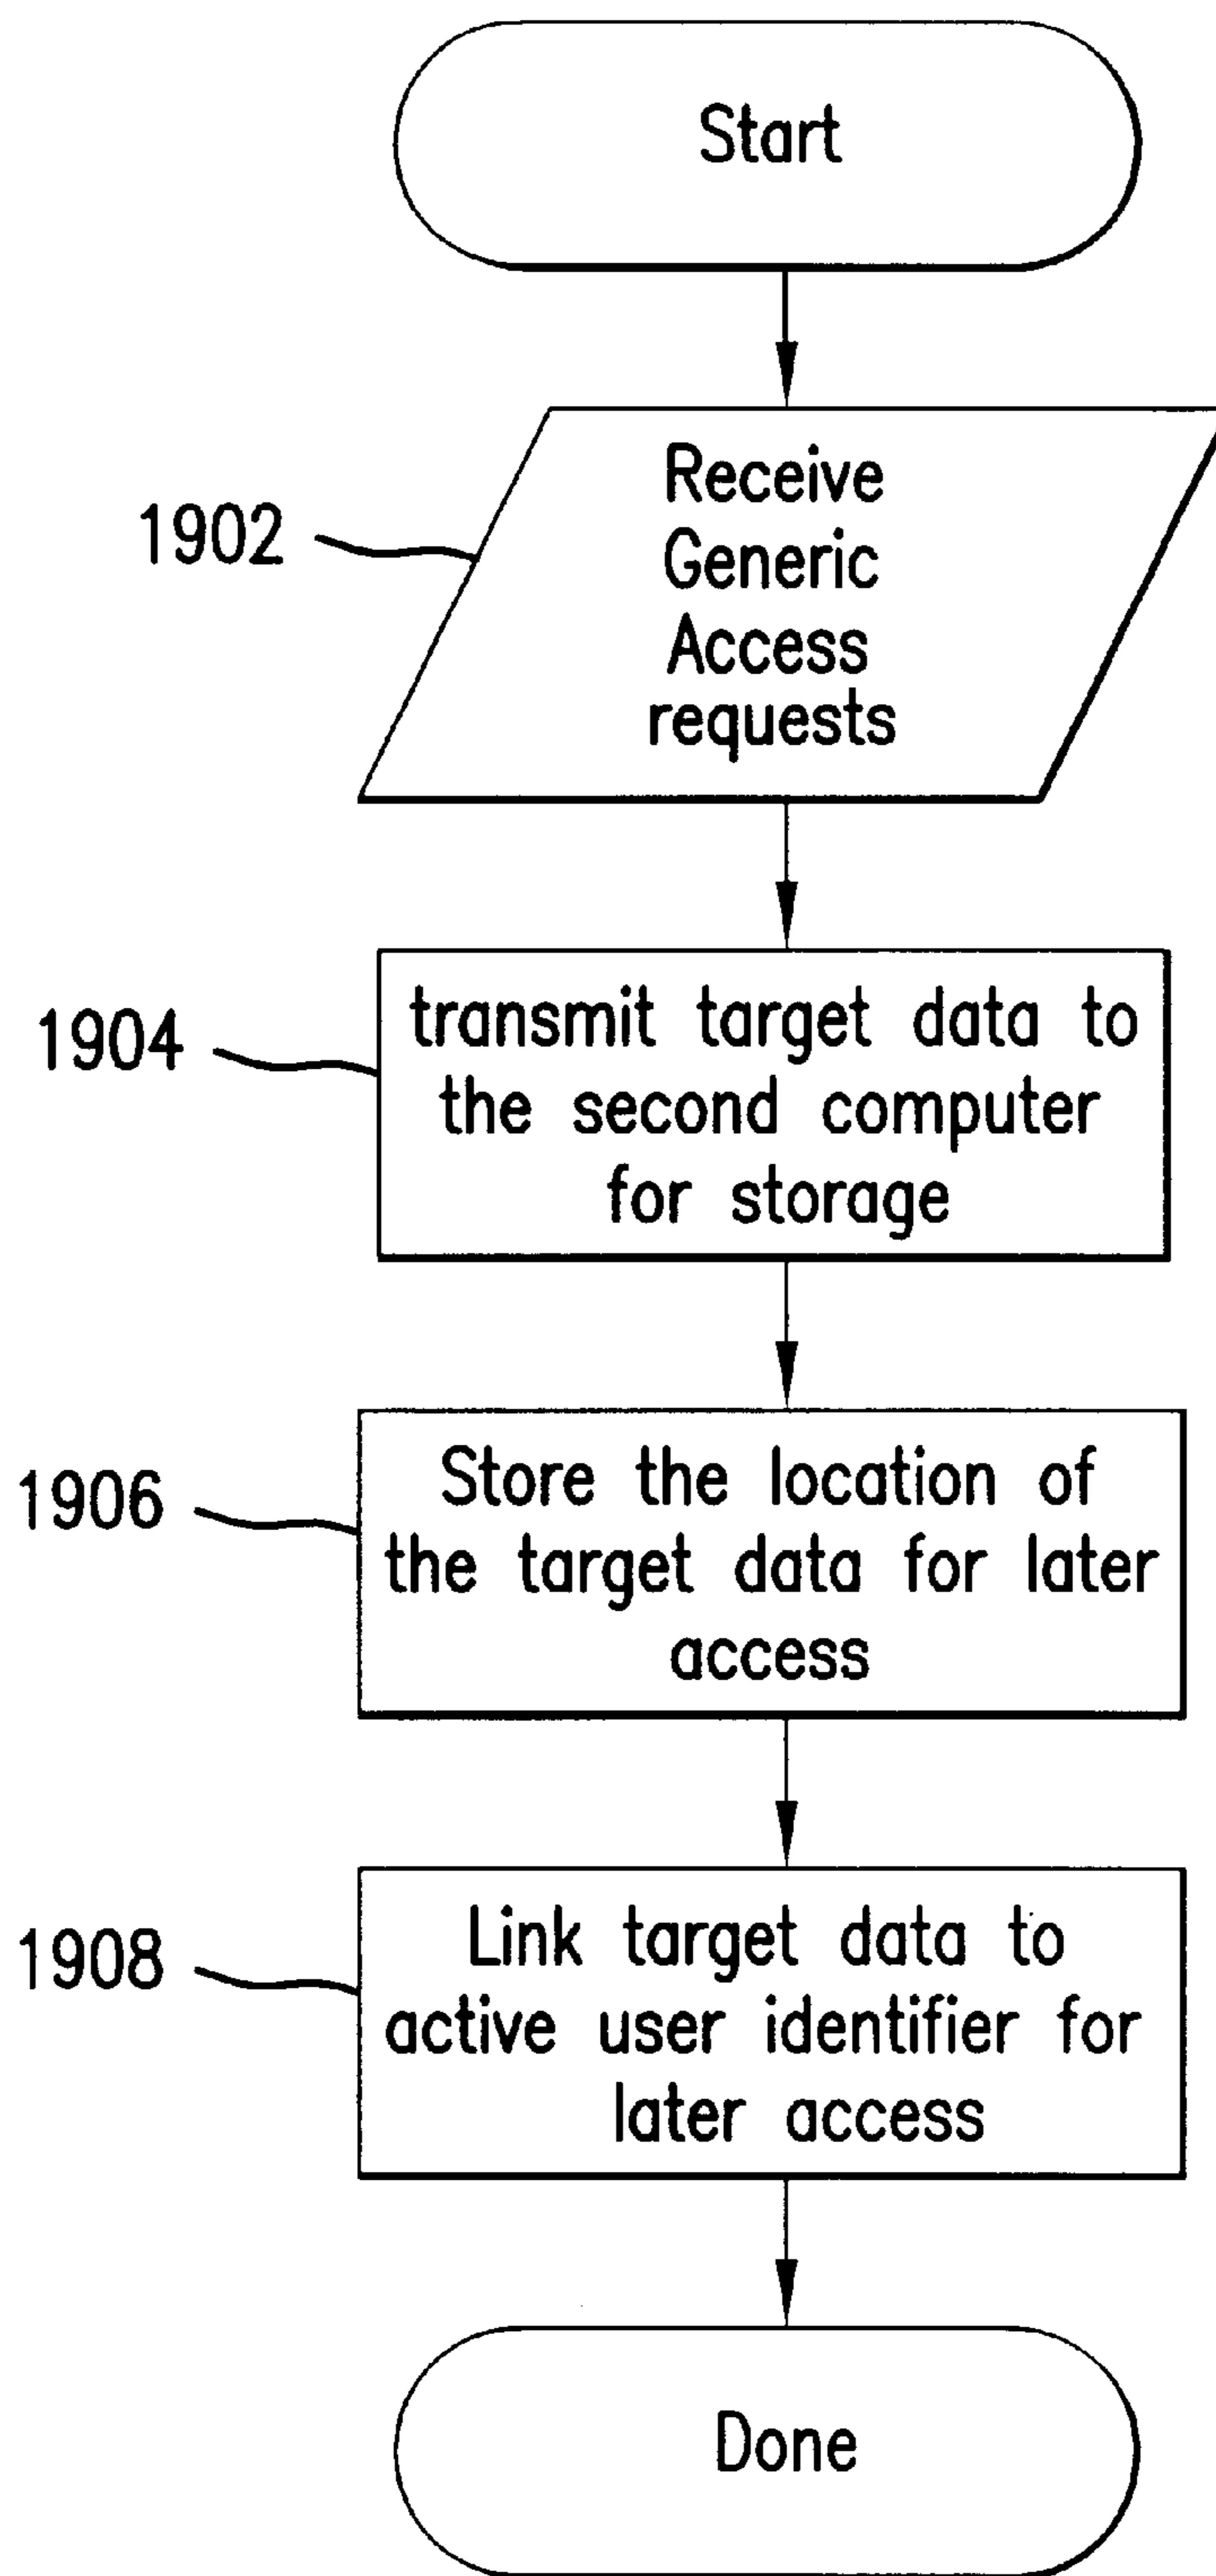 Start
1902
Receive
Generic
Access
requests
1904
transmit target data to
the second computer
for storage
1906
Store the location of
the target data for later
access
1908
Link target data to
active user identifier for
later access
Done